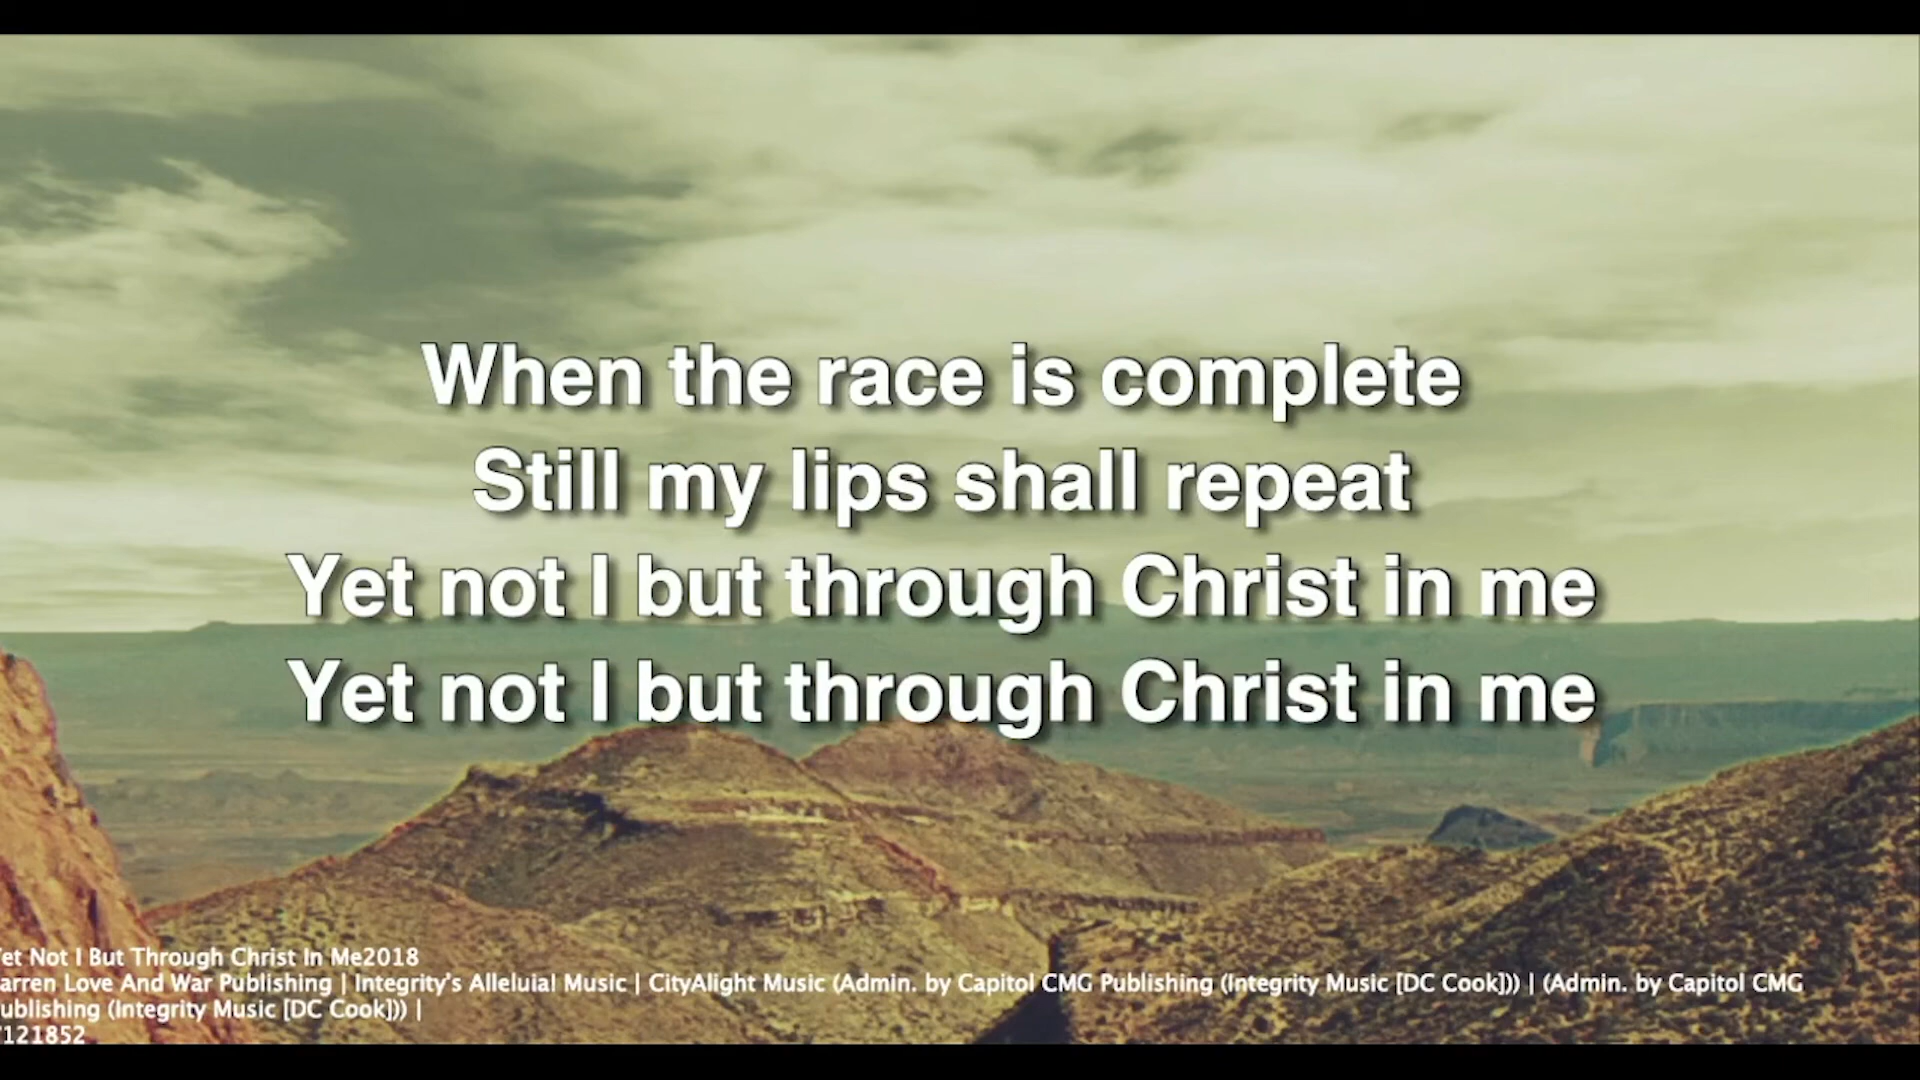 When the race is complete
Still my lips shall repeat
Yet not I but through Christ in me
Yet not I but through Christ in me
et Not I But Through Christ In Me2018
arren Love And War Publishing | Integrity's Alleluia! Music | CityAlight Music (Admin. by Capitol CMG Publishing (Integrity Music [DC Cook])) | (Admin. by Capitol CMG
ublishing (Integrity Music [DC Cook])) |
7121852